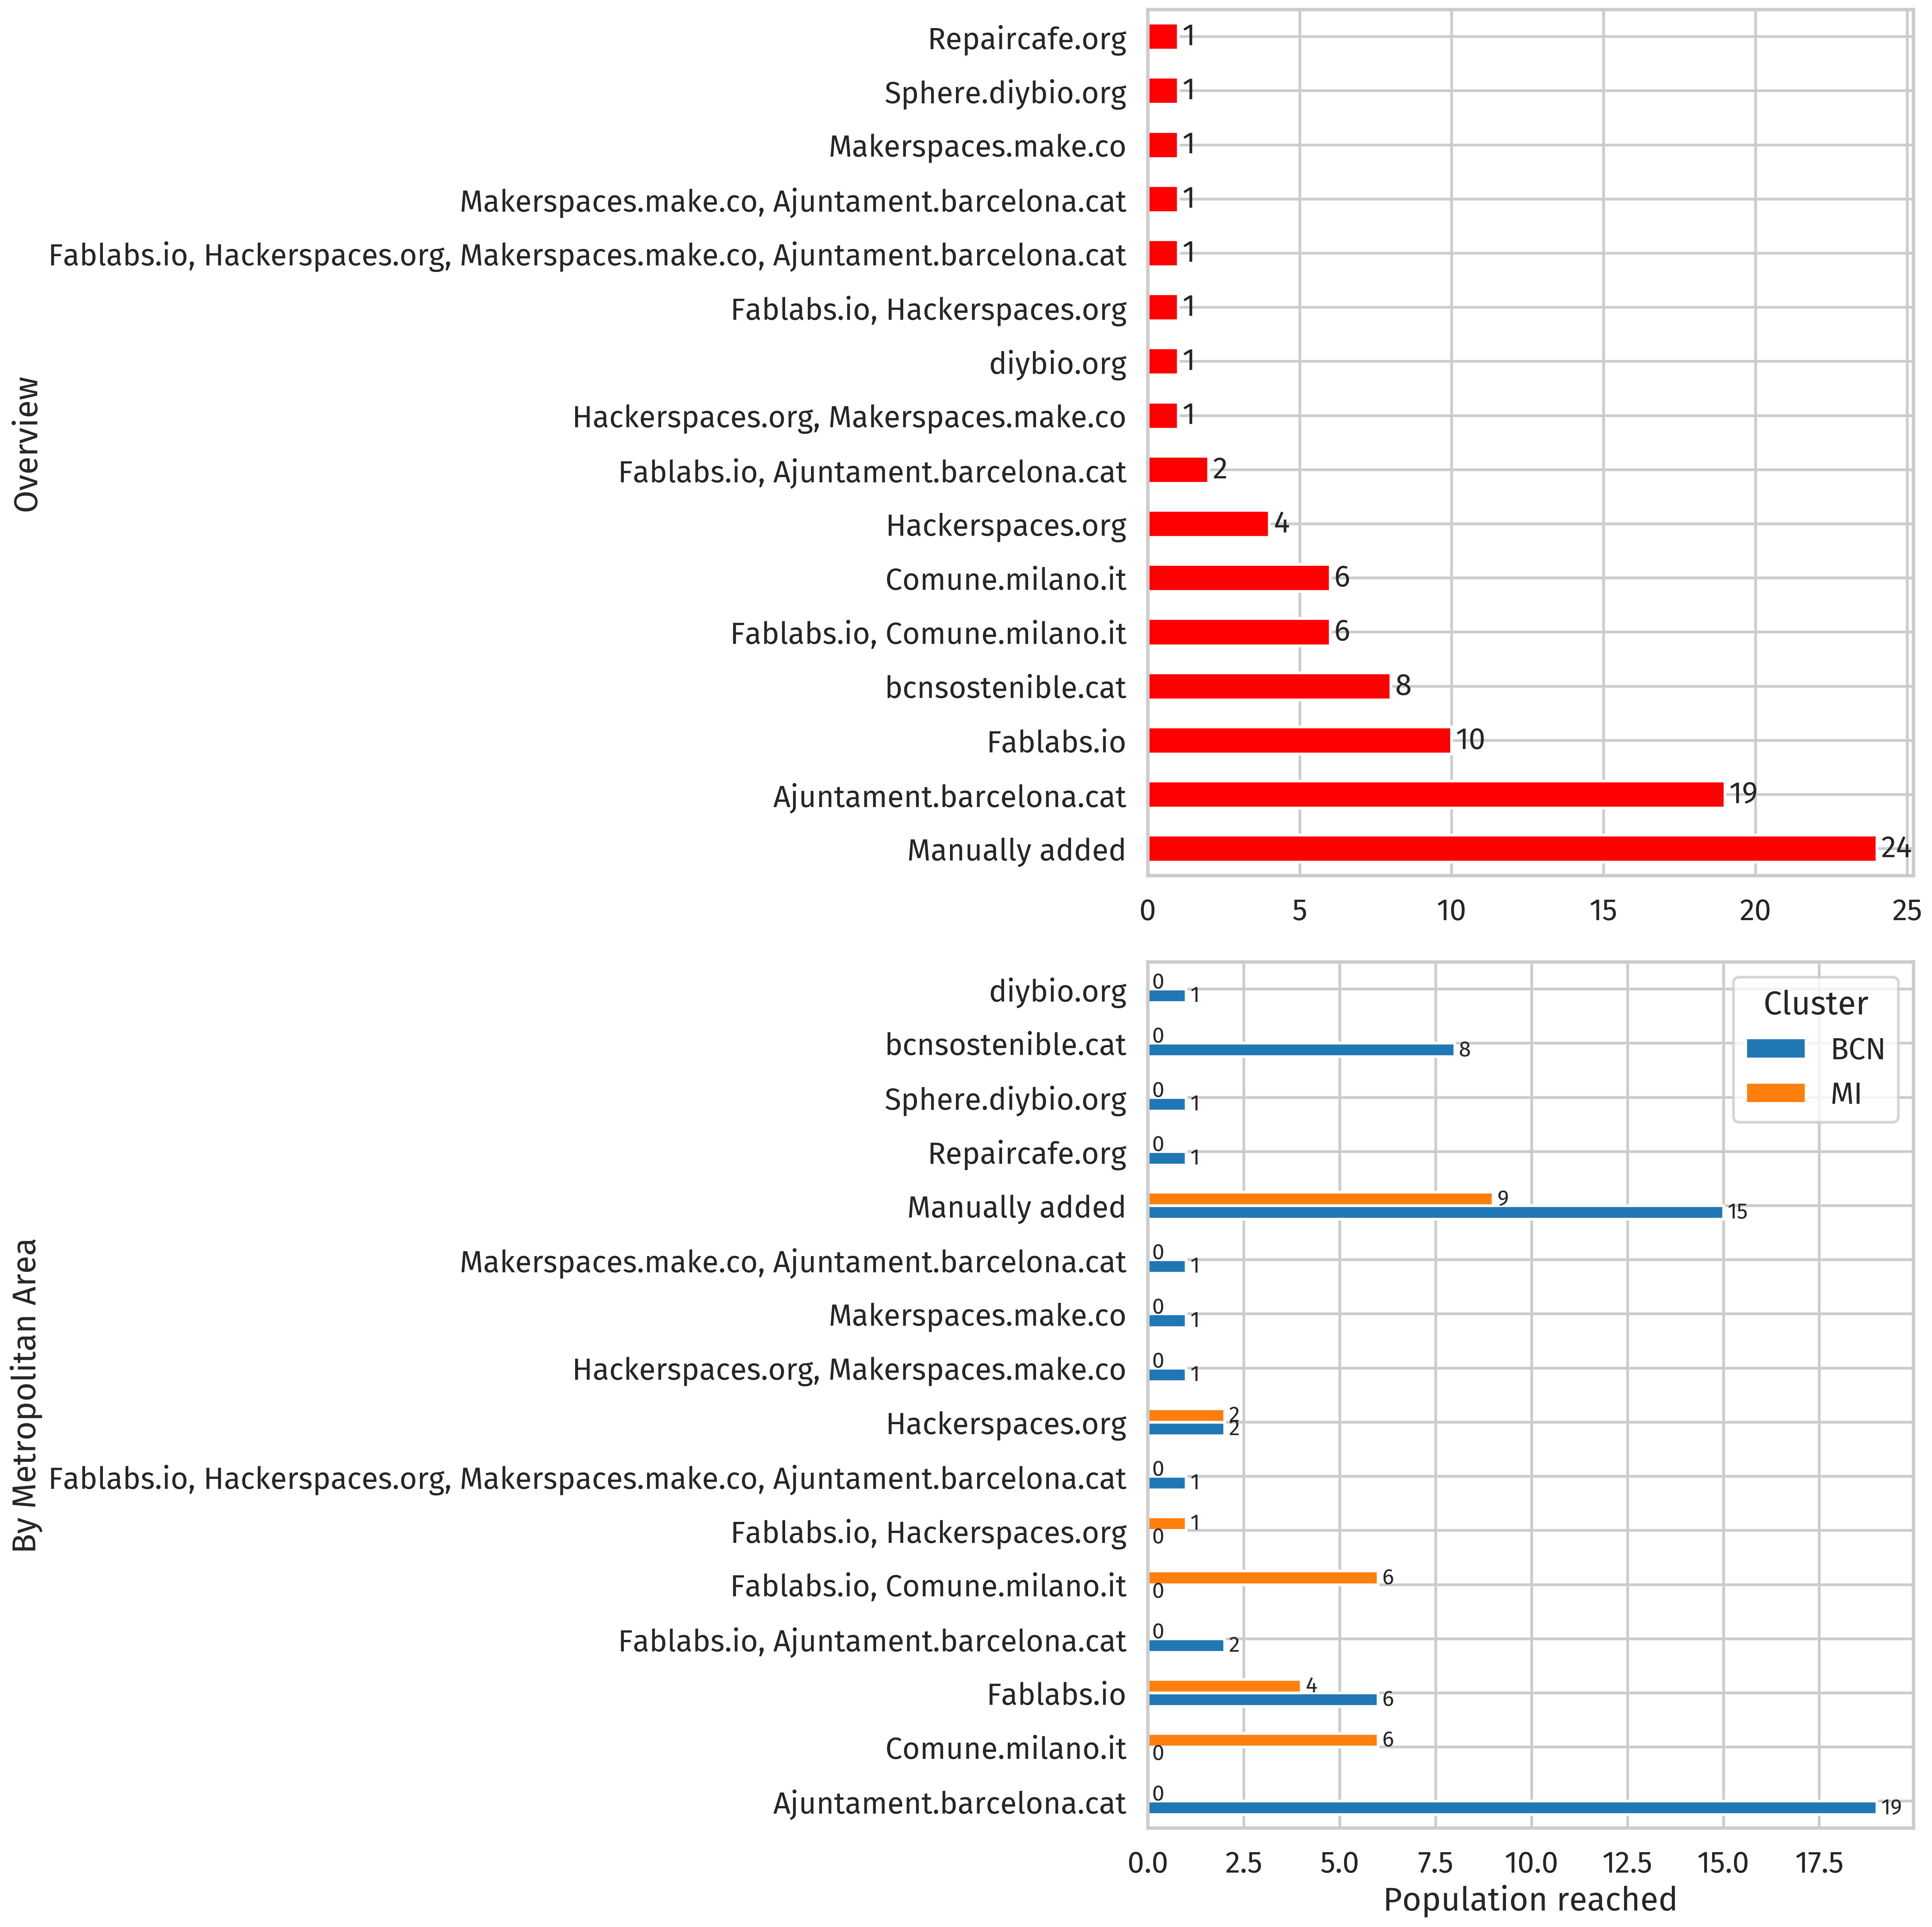 Overview
Repaircafe.org 1
Sphere.diybio.org 1
Makerspaces.make.co 1
Makerspaces.make.co, Ajuntament.barcelona.cat 1
Fablabs.io, Hackerspaces.org, Makerspaces.make.co, Ajuntament.barcelona.cat 1
Fablabs.io, Hackerspaces.org 1
diybio.org 1
Hackerspaces.org, Makerspaces.make.co 1
Fablabs.io, Ajuntament.barcelona.cat 2
Hackerspaces.org 4
Comune.milano.it 6
Fablabs.io, Comune.milano.it 6
bcnsostenible.cat 8
Fablabs.io 10
Ajuntament.barcelona.cat 19
Manually added 24
0 5 10 15 20 25
By Metropolitan Area
Cluster
BCN
MI
diybio.org 0 1
bcnsostenible.cat 0 8
Sphere.diybio.org 0 1
Repaircafe.org 0 1
Manually added 9 15
Makerspaces.make.co, Ajuntament.barcelona.cat 0 1
Makerspaces.make.co 0 1
Hackerspaces.org, Makerspaces.make.co 0 1
Hackerspaces.org 2 2
Fablabs.io, Hackerspaces.org, Makerspaces.make.co, Ajuntament.barcelona.cat 0 1
Fablabs.io, Hackerspaces.org 1 0
Fablabs.io, Comune.milano.it 6 0
Fablabs.io, Ajuntament.barcelona.cat 0 2
Fablabs.io 4 6
Comune.milano.it 6 0
Ajuntament.barcelona.cat 0 19
0.0 2.5 5.0 7.5 10.0 12.5 15.0 17.5
Population reached